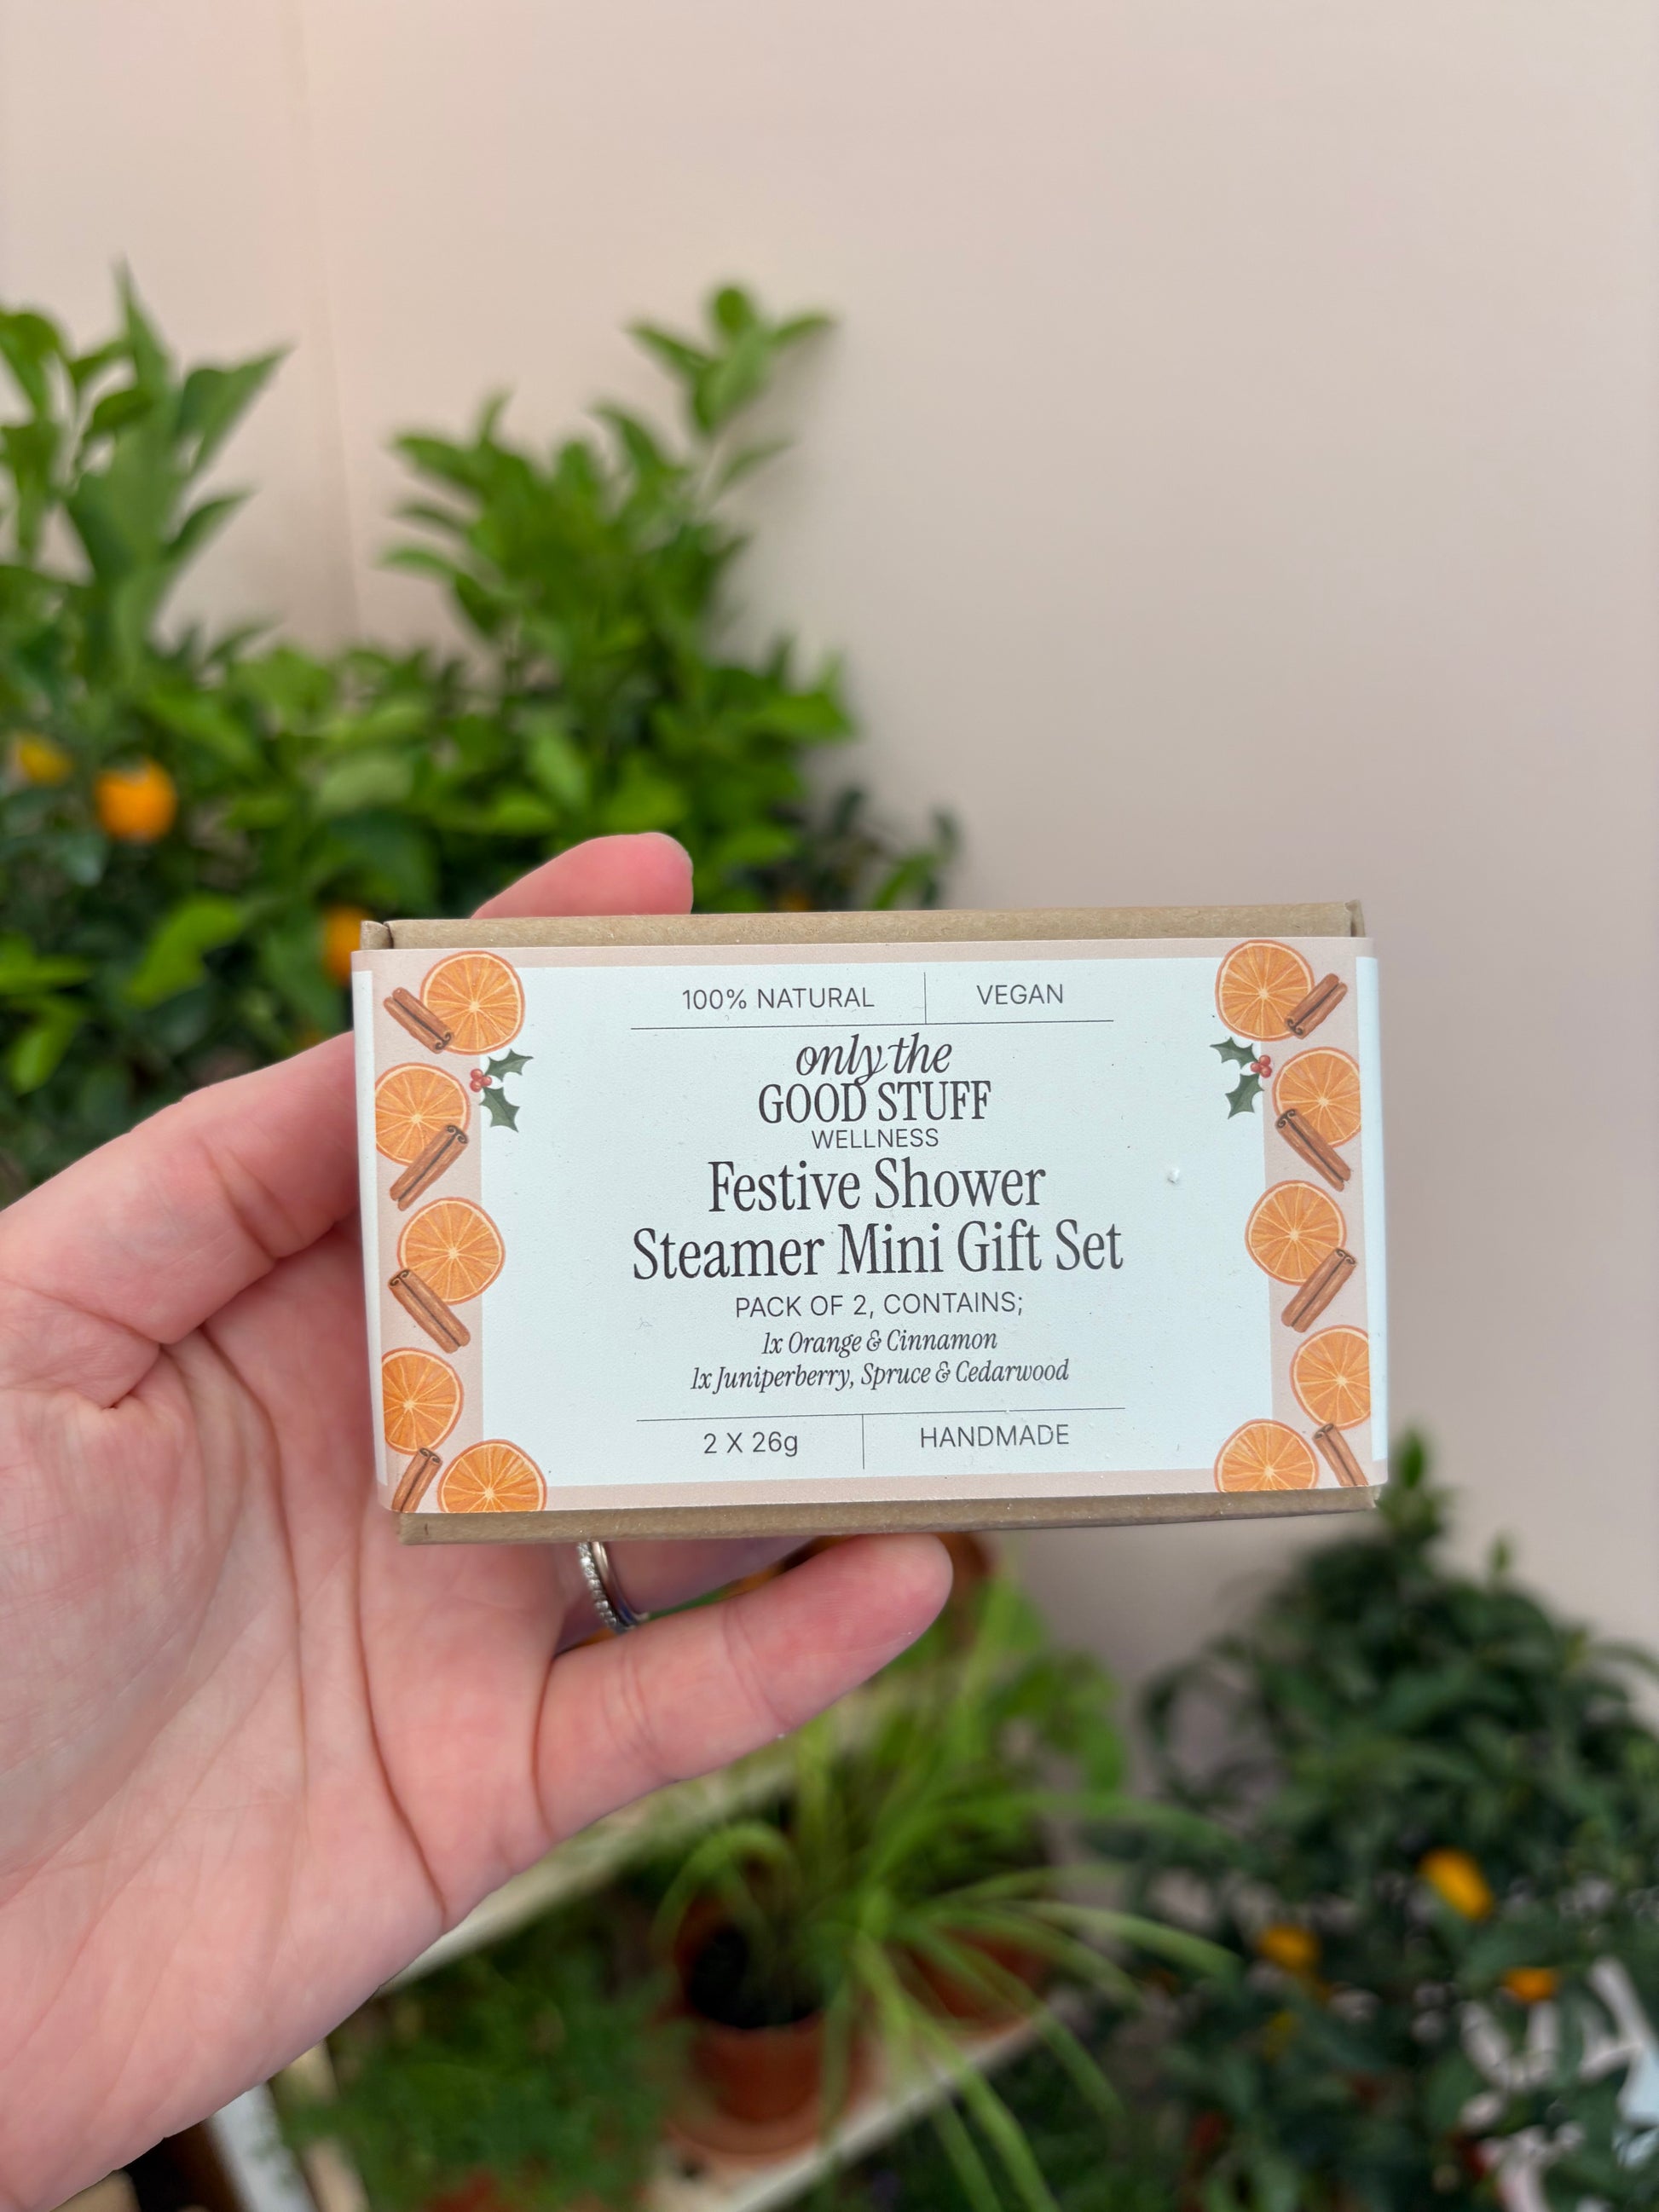 100% NATURAL VEGAN
only the
GOOD STUFF
WELLNESS
Festive Shower
Steamer Mini Gift Set
PACK OF 2, CONTAINS;
1x Orange & Cinnamon
1x Juniperberry, Spruce & Cedarwood
2 X 26g HANDMADE